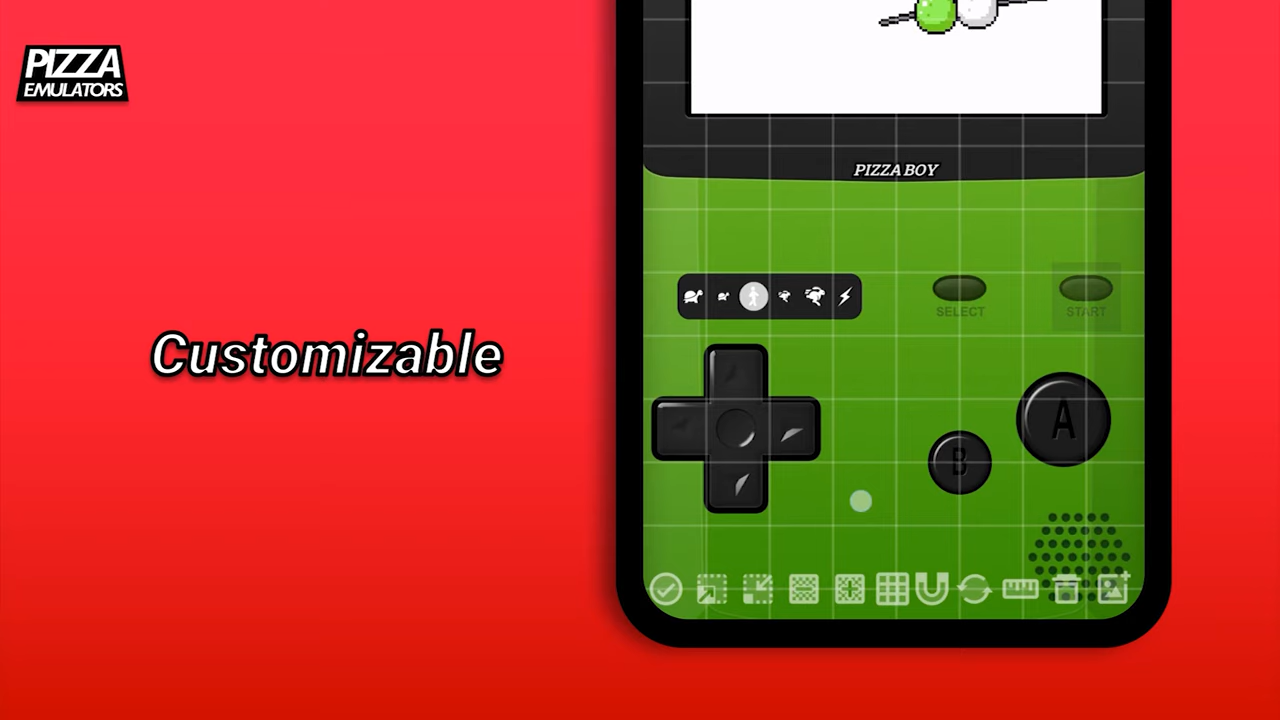 PIZZA
EMULATORS
PIZZA BOY
SELECT
START
Customizable
A
B